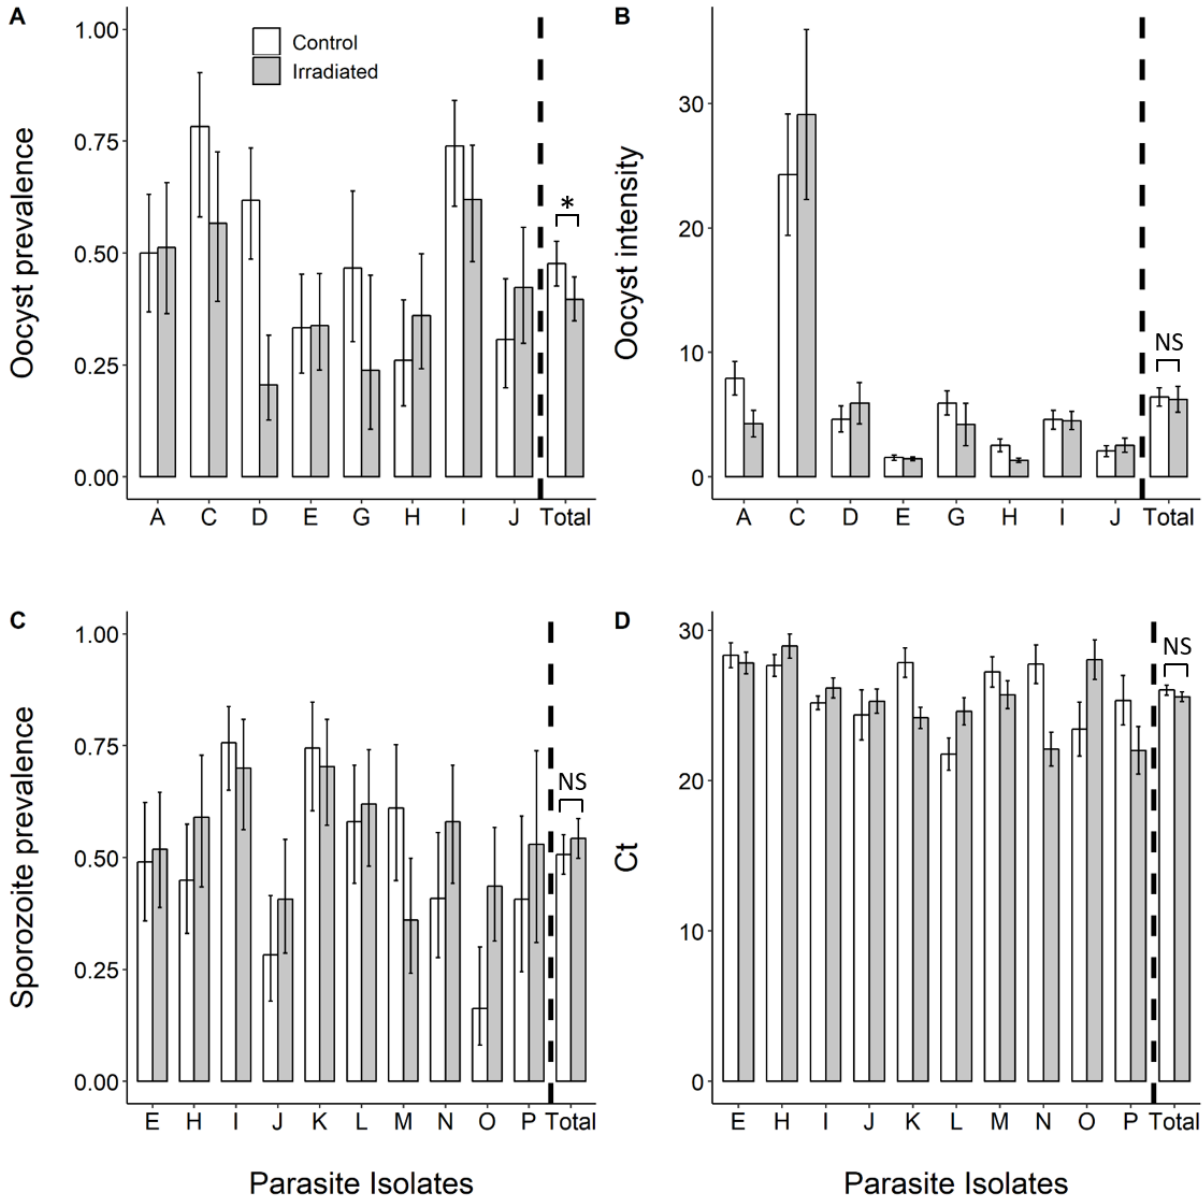 A
Oocyst prevalence
1.00
0.75
0.50
0.25
0.00
Control
Irradiated
*
A C D E G H I J Total
B
Oocyst intensity
30
20
10
0
NS
A C D E G H I J Total
C
Sporozoite prevalence
1.00
0.75
0.50
0.25
0.00
NS
E H I J K L M N O P Total
Parasite Isolates
D
Ct
30
20
10
0
NS
E H I J K L M N O P Total
Parasite Isolates